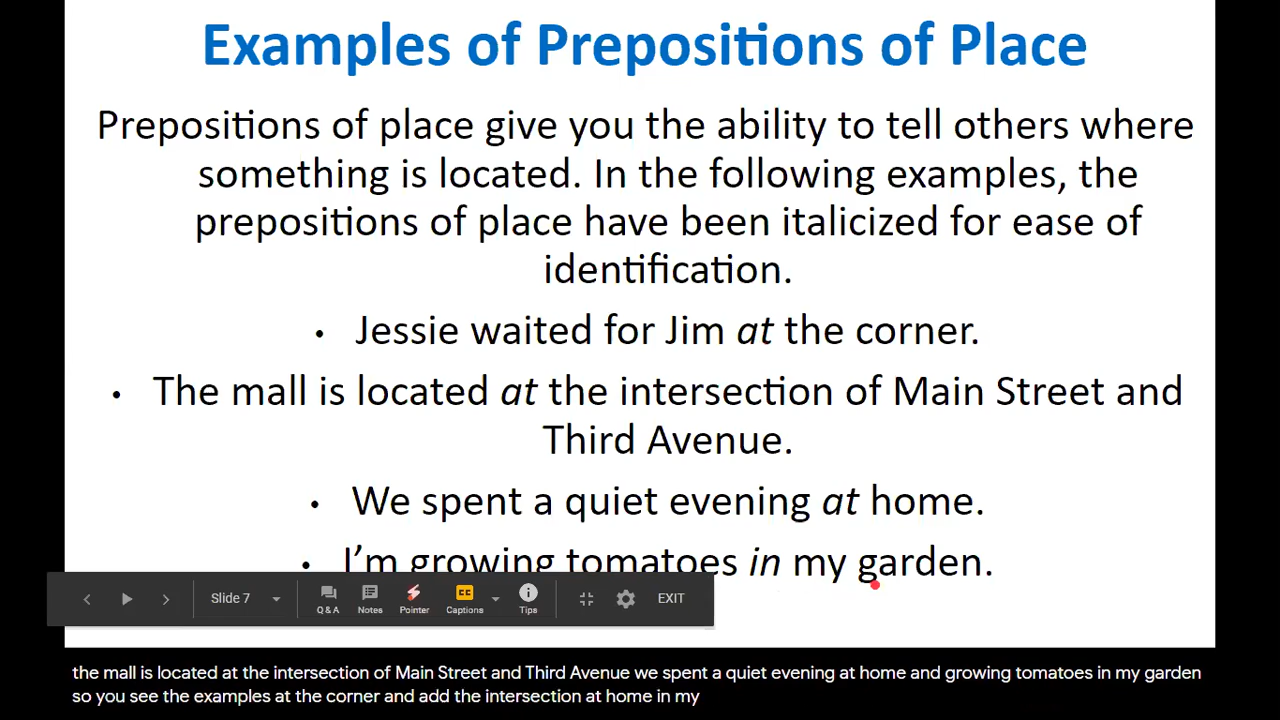 Examples of Prepositions of Place
Prepositions of place give you the ability to tell others where
something is located. In the following examples, the
prepositions of place have been italicized for ease of
identification.
• Jessie waited for Jim at the corner.
• The mall is located at the intersection of Main Street and
Third Avenue.
• We spent a quiet evening at home.
• I’m growing tomatoes in my garden.
Slide 7
Q & A
Notes
Pointer
CC
Captions
Tips
EXIT
the mall is located at the intersection of Main Street and Third Avenue we spent a quiet evening at home and growing tomatoes in my garden
so you see the examples at the corner and add the intersection at home in my